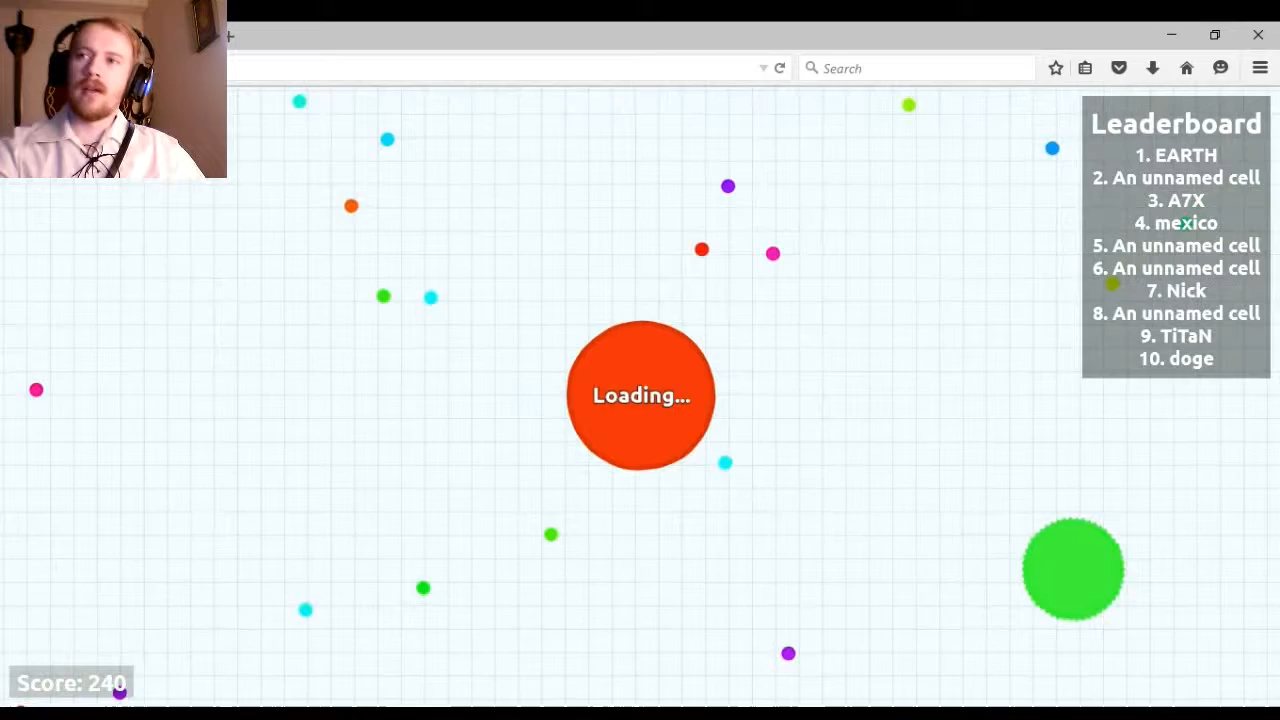 Search
Leaderboard
1. EARTH
2. An unnamed cell
3. A7X
4. mexico
5. An unnamed cell
6. An unnamed cell
7. Nick
8. An unnamed cell
9. TiTaN
10. doge
Loading...
Score: 240